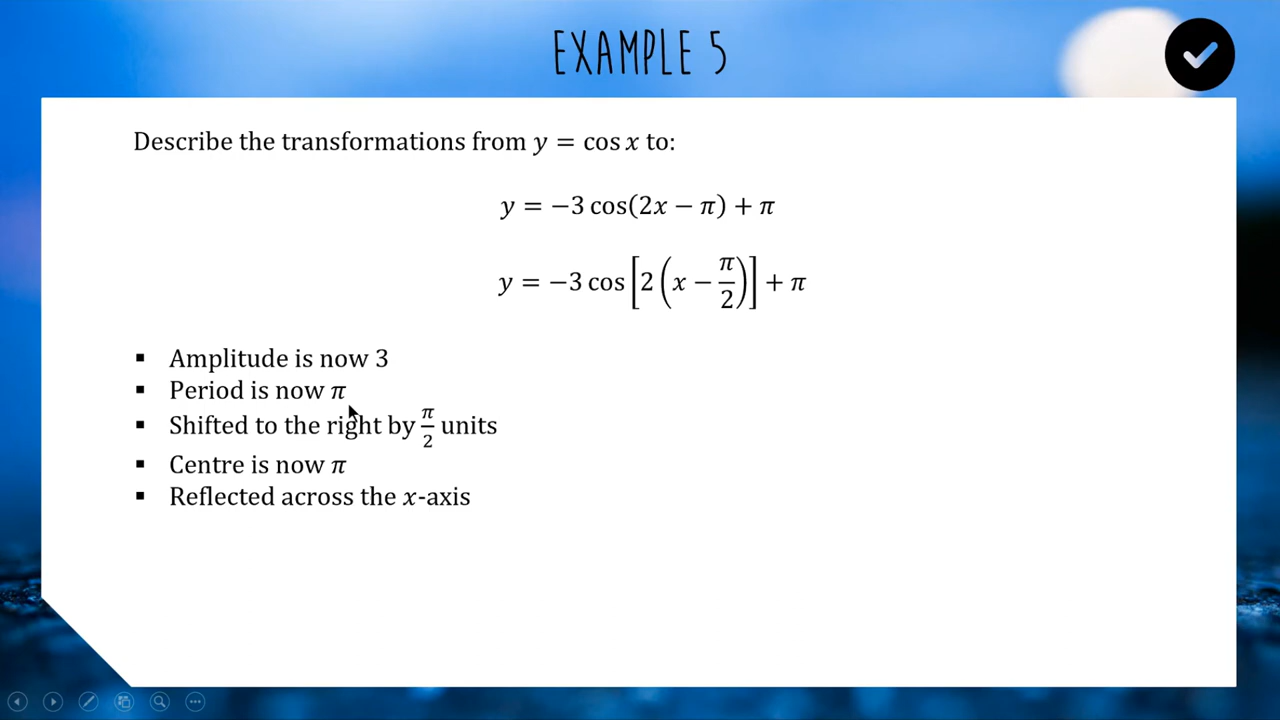 EXAMPLE 5
Describe the transformations from y = cos x to:
y = −3 cos(2x − π) + π
y = −3 cos [2 (x − π/2)] + π
▪ Amplitude is now 3
▪ Period is now π
▪ Shifted to the right by π/2 units
▪ Centre is now π
▪ Reflected across the x-axis